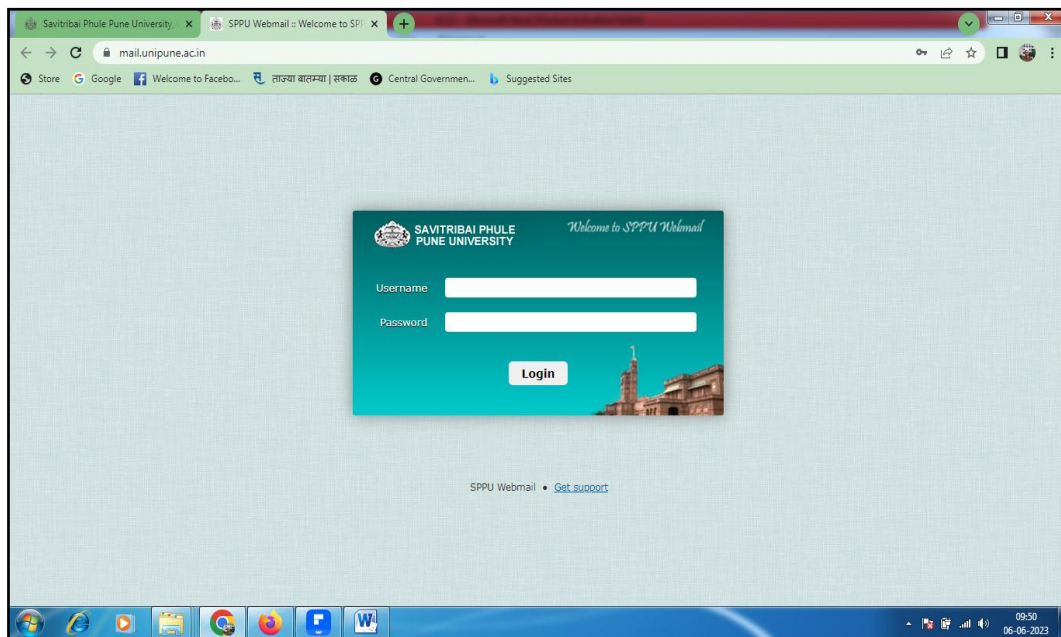 Savitribai Phule Pune University,
SPPU Webmail :: Welcome to SP
mail.unipune.ac.in
Store
Google
Welcome to Facebo...
ताज्या बातम्या | सकाळ
Central Governmen...
Suggested Sites
SAVITRIBAI PHULE
PUNE UNIVERSITY
Welcome to SPPU Webmail
Username
Password
Login
SPPU Webmail • Get support
09:50
06-06-2023